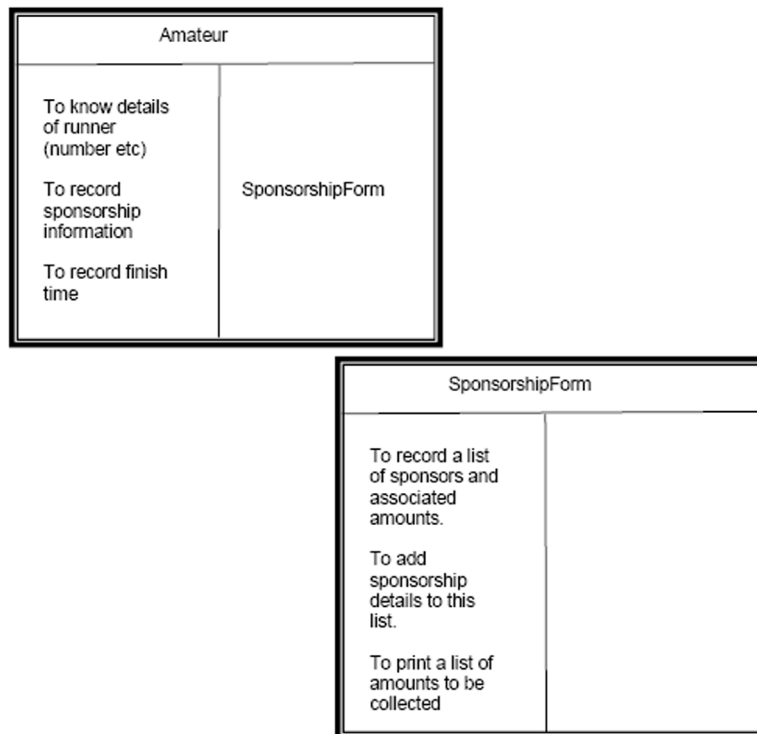 Amateur
To know details
of runner
(number etc)
To record
sponsorship
information
To record finish
time
SponsorshipForm
SponsorshipForm
To record a list
of sponsors and
associated
amounts.
To add
sponsorship
details to this
list.
To print a list of
amounts to be
collected